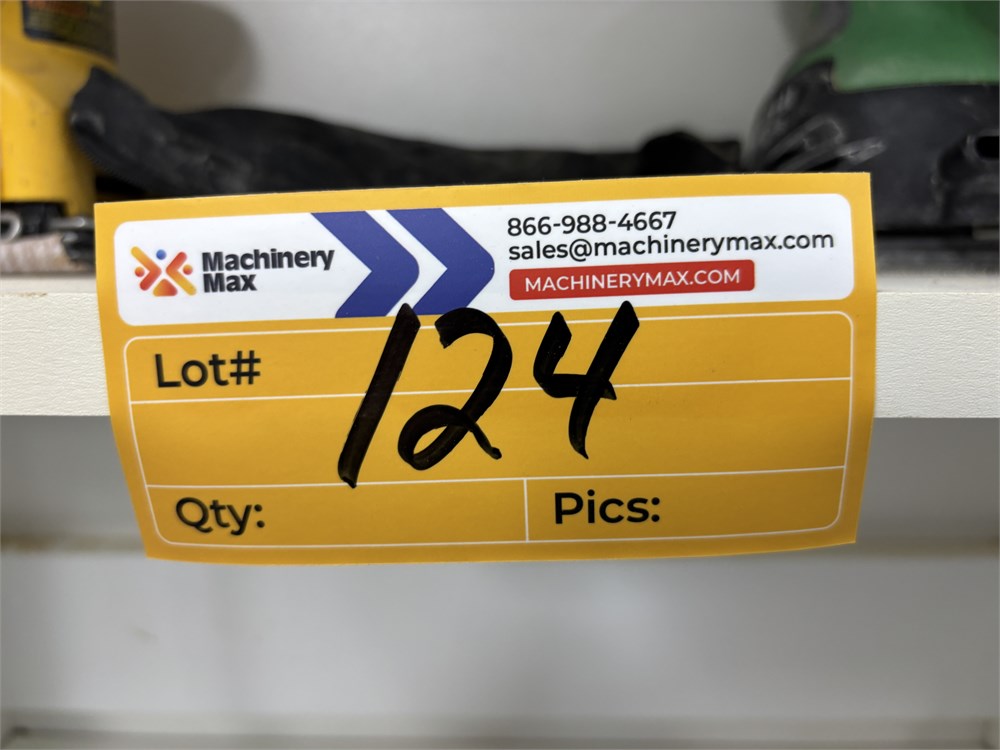 Machinery
Max
866-988-4667
sales@machinerymax.com
MACHINERYMAX.COM
Lot# 124
Qty:
Pics: